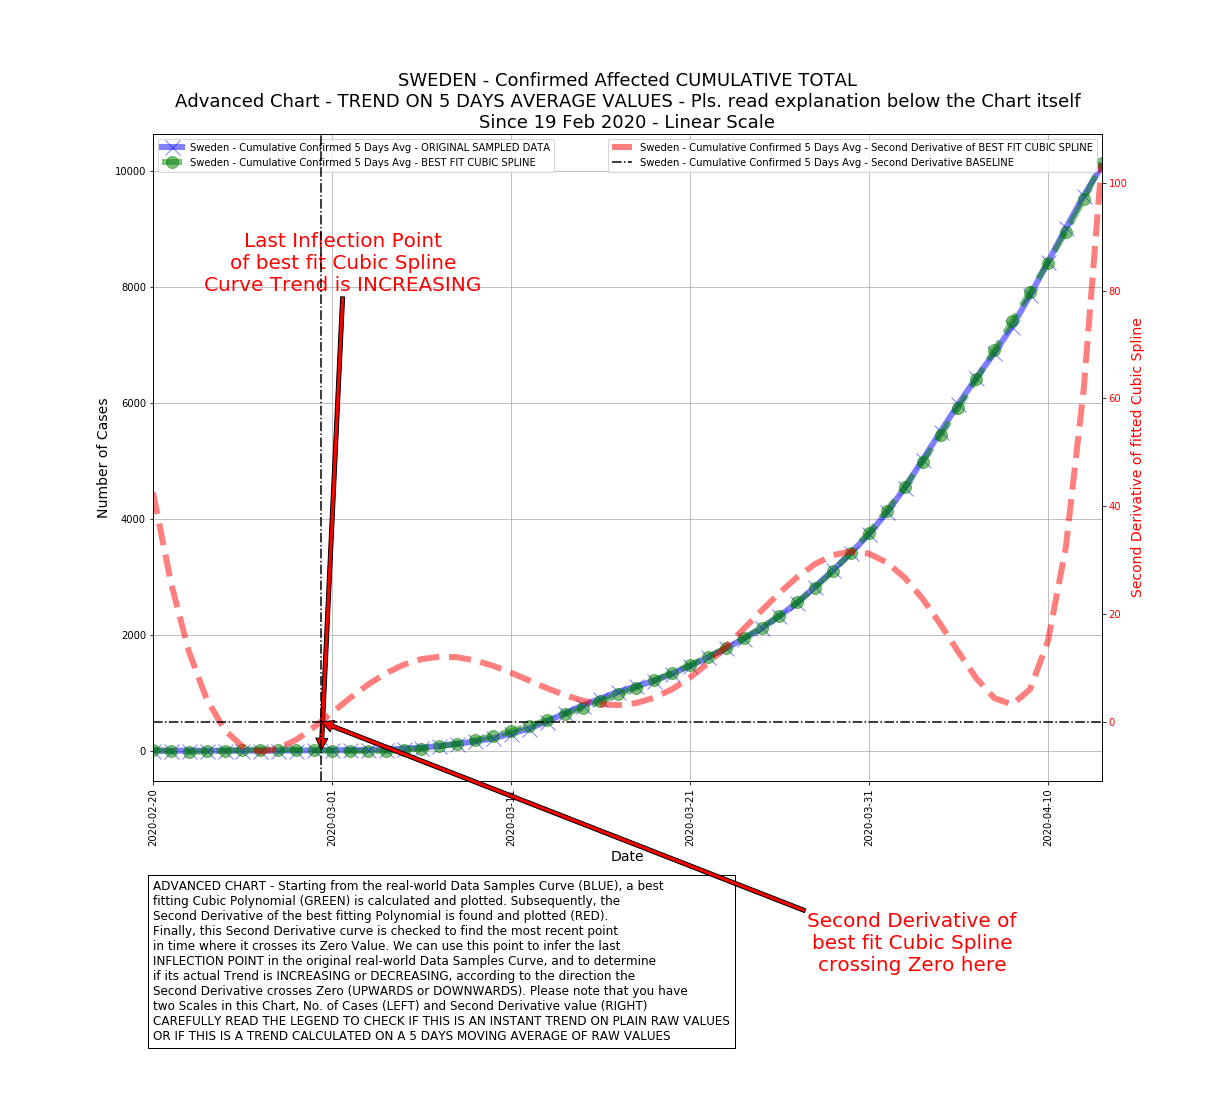 SWEDEN - Confirmed Affected CUMULATIVE TOTAL
Advanced Chart - TREND ON 5 DAYS AVERAGE VALUES - Pls. read explanation below the Chart itself
Since 19 Feb 2020 - Linear Scale
Sweden - Cumulative Confirmed 5 Days Avg - ORIGINAL SAMPLED DATA
Sweden - Cumulative Confirmed 5 Days Avg - BEST FIT CUBIC SPLINE
Sweden - Cumulative Confirmed 5 Days Avg - Second Derivative of BEST FIT CUBIC SPLINE
Sweden - Cumulative Confirmed 5 Days Avg - Second Derivative BASELINE
Last Inflection Point
of best fit Cubic Spline
Curve Trend is INCREASING
Number of Cases
10000
8000
6000
4000
2000
0
Second Derivative of fitted Cubic Spline
100
80
60
40
20
0
2020-02-20
2020-03-01
2020-03-11
2020-03-21
2020-03-31
2020-04-10
Date
Second Derivative of
best fit Cubic Spline
crossing Zero here
ADVANCED CHART - Starting from the real-world Data Samples Curve (BLUE), a best
fitting Cubic Polynomial (GREEN) is calculated and plotted. Subsequently, the
Second Derivative of the best fitting Polynomial is found and plotted (RED).
Finally, this Second Derivative curve is checked to find the most recent point
in time where it crosses its Zero Value. We can use this point to infer the last
INFLECTION POINT in the original real-world Data Samples Curve, and to determine
if its actual Trend is INCREASING or DECREASING, according to the direction the
Second Derivative crosses Zero (UPWARDS or DOWNWARDS). Please note that you have
two Scales in this Chart, No. of Cases (LEFT) and Second Derivative value (RIGHT)
CAREFULLY READ THE LEGEND TO CHECK IF THIS IS AN INSTANT TREND ON PLAIN RAW VALUES
OR IF THIS IS A TREND CALCULATED ON A 5 DAYS MOVING AVERAGE OF RAW VALUES